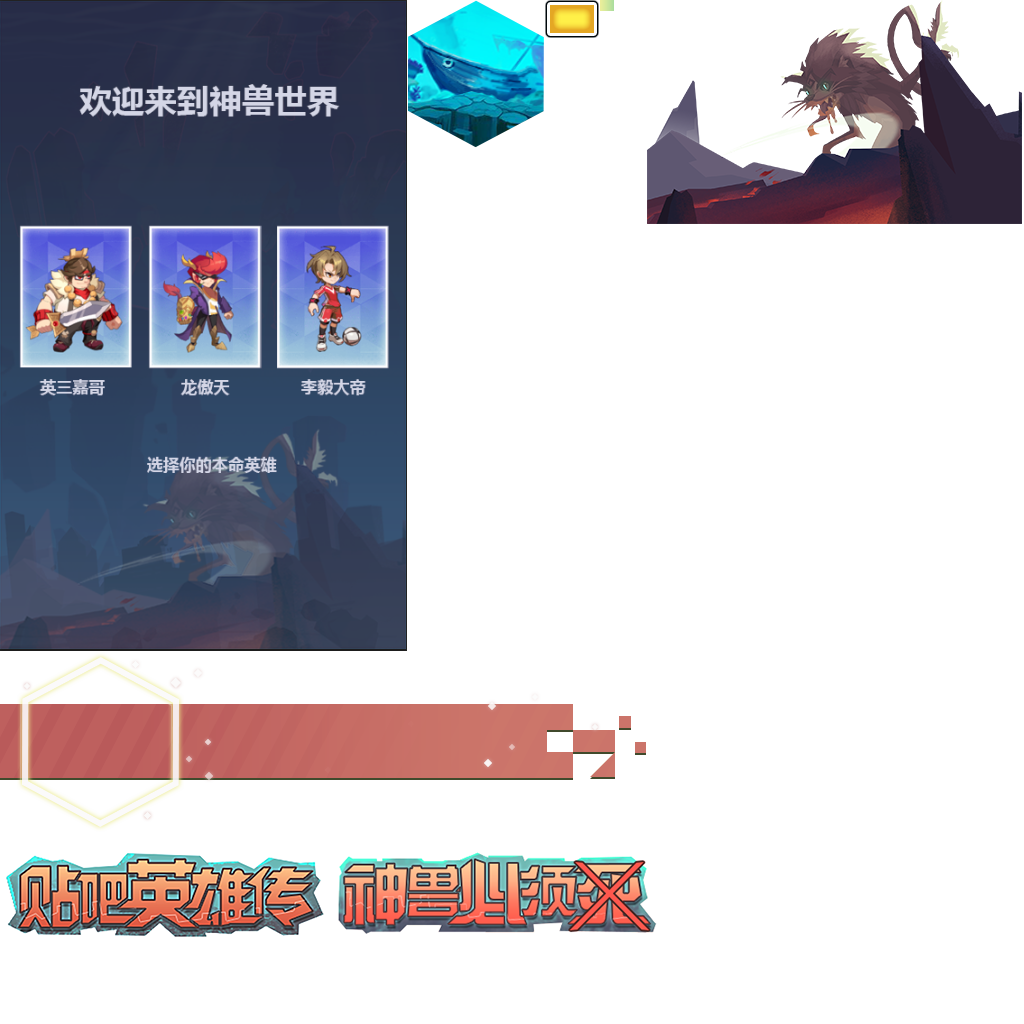 欢迎来到神兽世界
英三嘉哥
龙傲天
李毅大帝
选择你的本命英雄
贴吧英雄传
神兽必须死